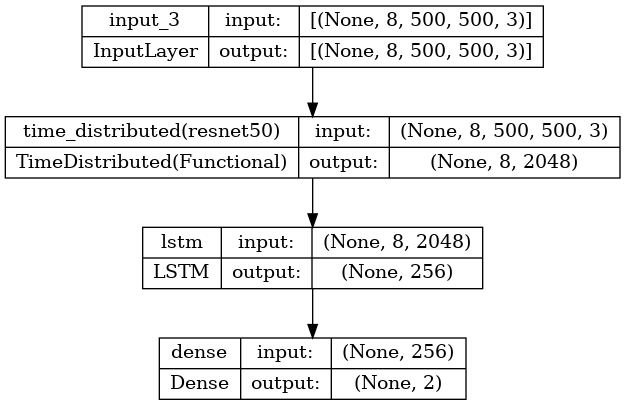 input_3 input: [(None, 8, 500, 500, 3)]
InputLayer output: [(None, 8, 500, 500, 3)]
time_distributed(resnet50) input: (None, 8, 500, 500, 3)
TimeDistributed(Functional) output: (None, 8, 2048)
lstm input: (None, 8, 2048)
LSTM output: (None, 256)
dense input: (None, 256)
Dense output: (None, 2)